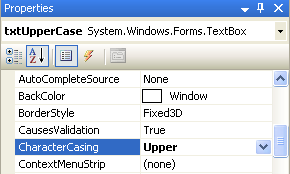 Properties
txtUpperCase System.Windows.Forms.TextBox
AutoCompleteSource None
BackColor Window
BorderStyle Fixed3D
CausesValidation True
CharacterCasing Upper
ContextMenuStrip (none)